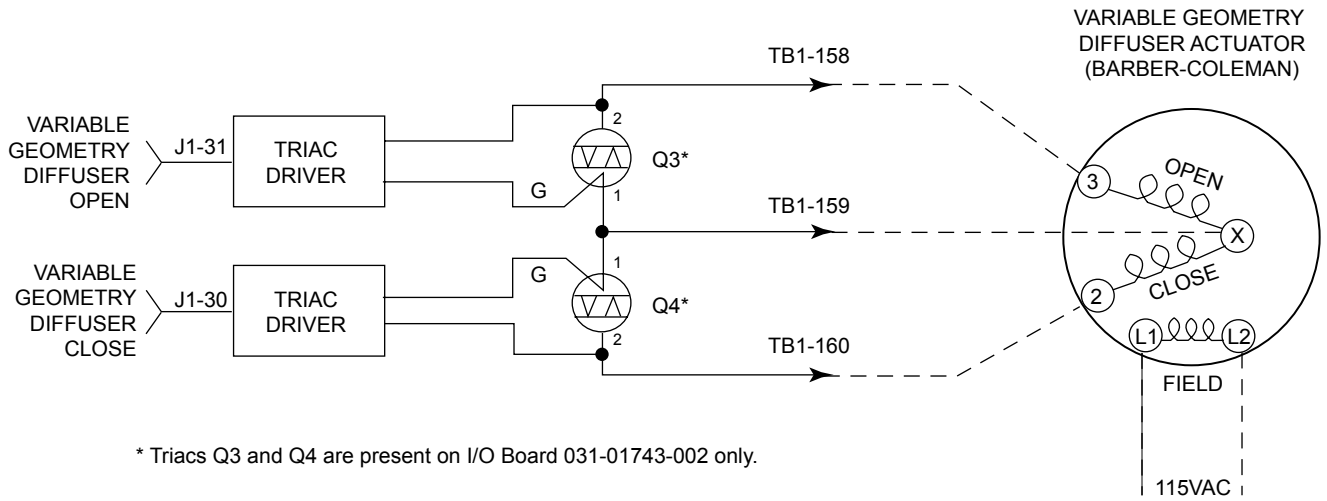 VARIABLE GEOMETRY
DIFFUSER ACTUATOR
(BARBER-COLEMAN)
TB1-158
VARIABLE
GEOMETRY
DIFFUSER
OPEN
J1-31
TRIAC
DRIVER
2
Q3*
G
1
TB1-159
3
OPEN
X
VARIABLE
GEOMETRY
DIFFUSER
CLOSE
J1-30
TRIAC
DRIVER
1
G
Q4*
2
TB1-160
CLOSE
2
L1
L2
FIELD
115VAC
* Triacs Q3 and Q4 are present on I/O Board 031-01743-002 only.